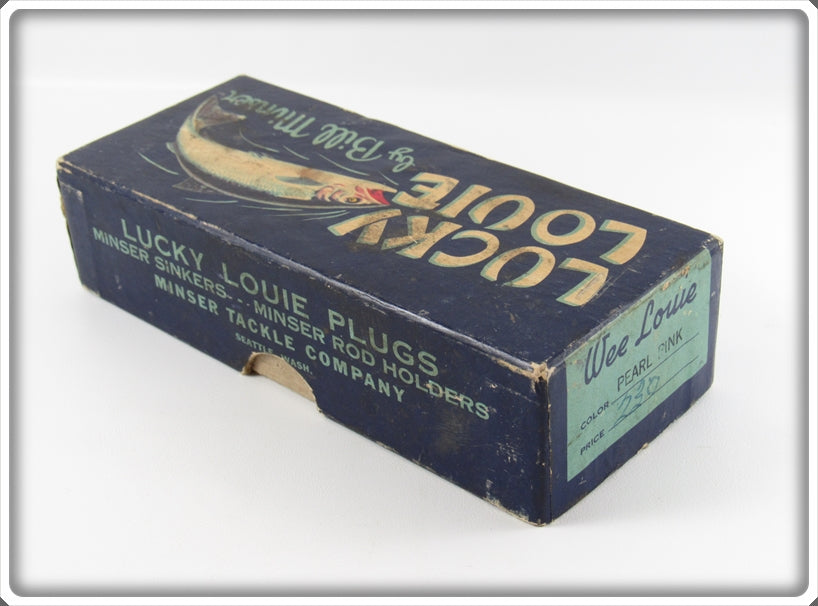 LUCKY
LOUIE
by Bill Minser
LUCKY LOUIE PLUGS
MINSER SINKERS... MINSER ROD HOLDERS
MINSER TACKLE COMPANY
SEATTLE, WASH.
Wee Louie
COLOR PEARL PINK
PRICE 230